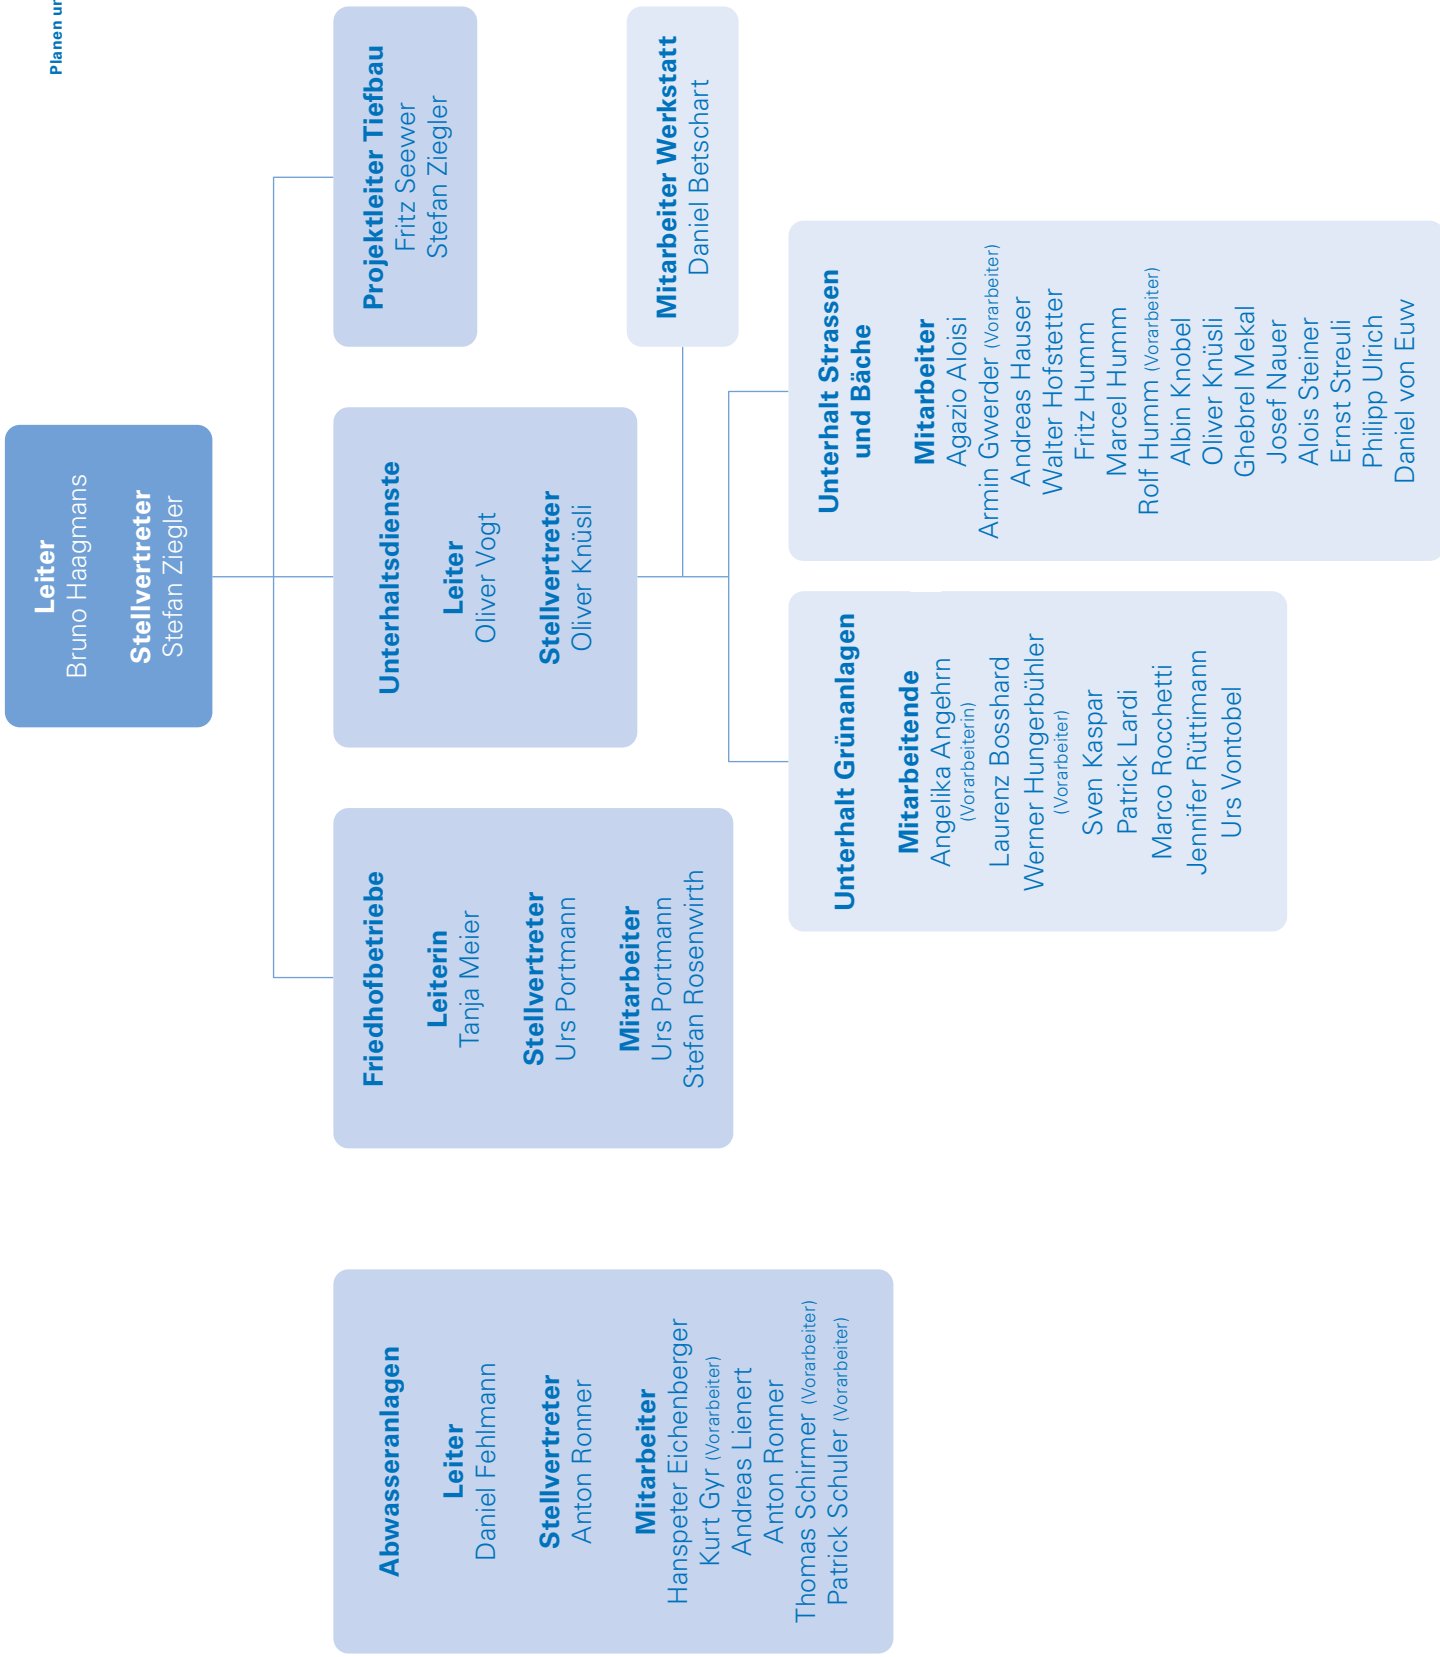 Planen un
Leiter
Bruno Haagmans
Stellvertreter
Stefan Ziegler
Abwasseranlagen
Leiter
Daniel Fehlmann
Stellvertreter
Anton Ronner
Mitarbeiter
Hanspeter Eichenberger
Kurt Gyr (Vorarbeiter)
Andreas Lienert
Anton Ronner
Thomas Schirmer (Vorarbeiter)
Patrick Schuler (Vorarbeiter)
Friedhofbetriebe
Leiterin
Tanja Meier
Stellvertreter
Urs Portmann
Mitarbeiter
Urs Portmann
Stefan Rosenwirth
Unterhaltsdienste
Leiter
Oliver Vogt
Stellvertreter
Oliver Knüsli
Projektleiter Tiefbau
Fritz Seewer
Stefan Ziegler
Mitarbeiter Werkstatt
Daniel Betschart
Unterhalt Grünanlagen
Mitarbeitende
Angelika Angehrn
(Vorarbeiterin)
Laurenz Bosshard
Werner Hungerbühler
(Vorarbeiter)
Sven Kaspar
Patrick Lardi
Marco Rocchetti
Jennifer Rüttimann
Urs Vontobel
Unterhalt Strassen
und Bäche
Mitarbeiter
Agazio Aloisi
Armin Gwerder (Vorarbeiter)
Andreas Hauser
Walter Hofstetter
Fritz Humm
Marcel Humm
Rolf Humm (Vorarbeiter)
Albin Knobel
Oliver Knüsli
Ghebrel Mekal
Josef Nauer
Alois Steiner
Ernst Streuli
Philipp Ulrich
Daniel von Euw